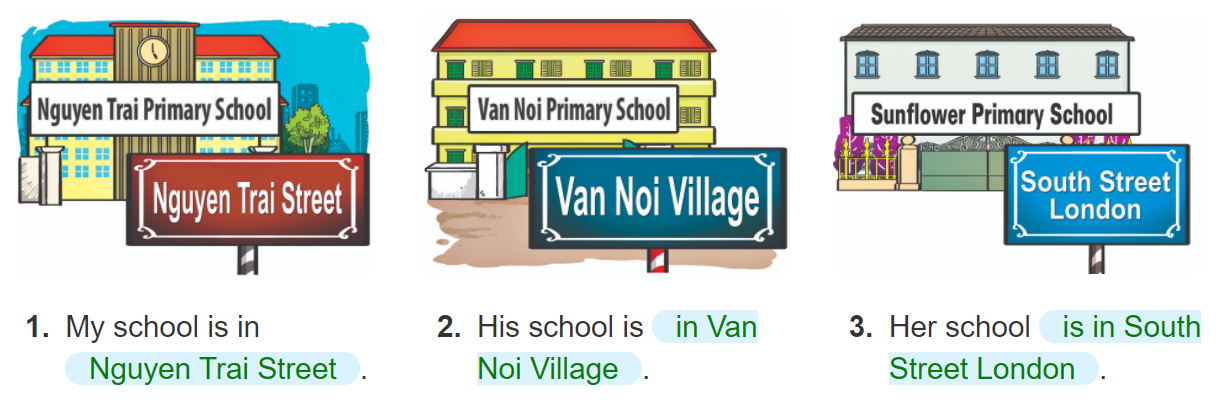 Nguyen Trai Primary School
Nguyen Trai Street
Van Noi Primary School
Van Noi Village
Sunflower Primary School
South Street
London
1. My school is in
Nguyen Trai Street .
2. His school is in Van
Noi Village .
3. Her school is in South
Street London .